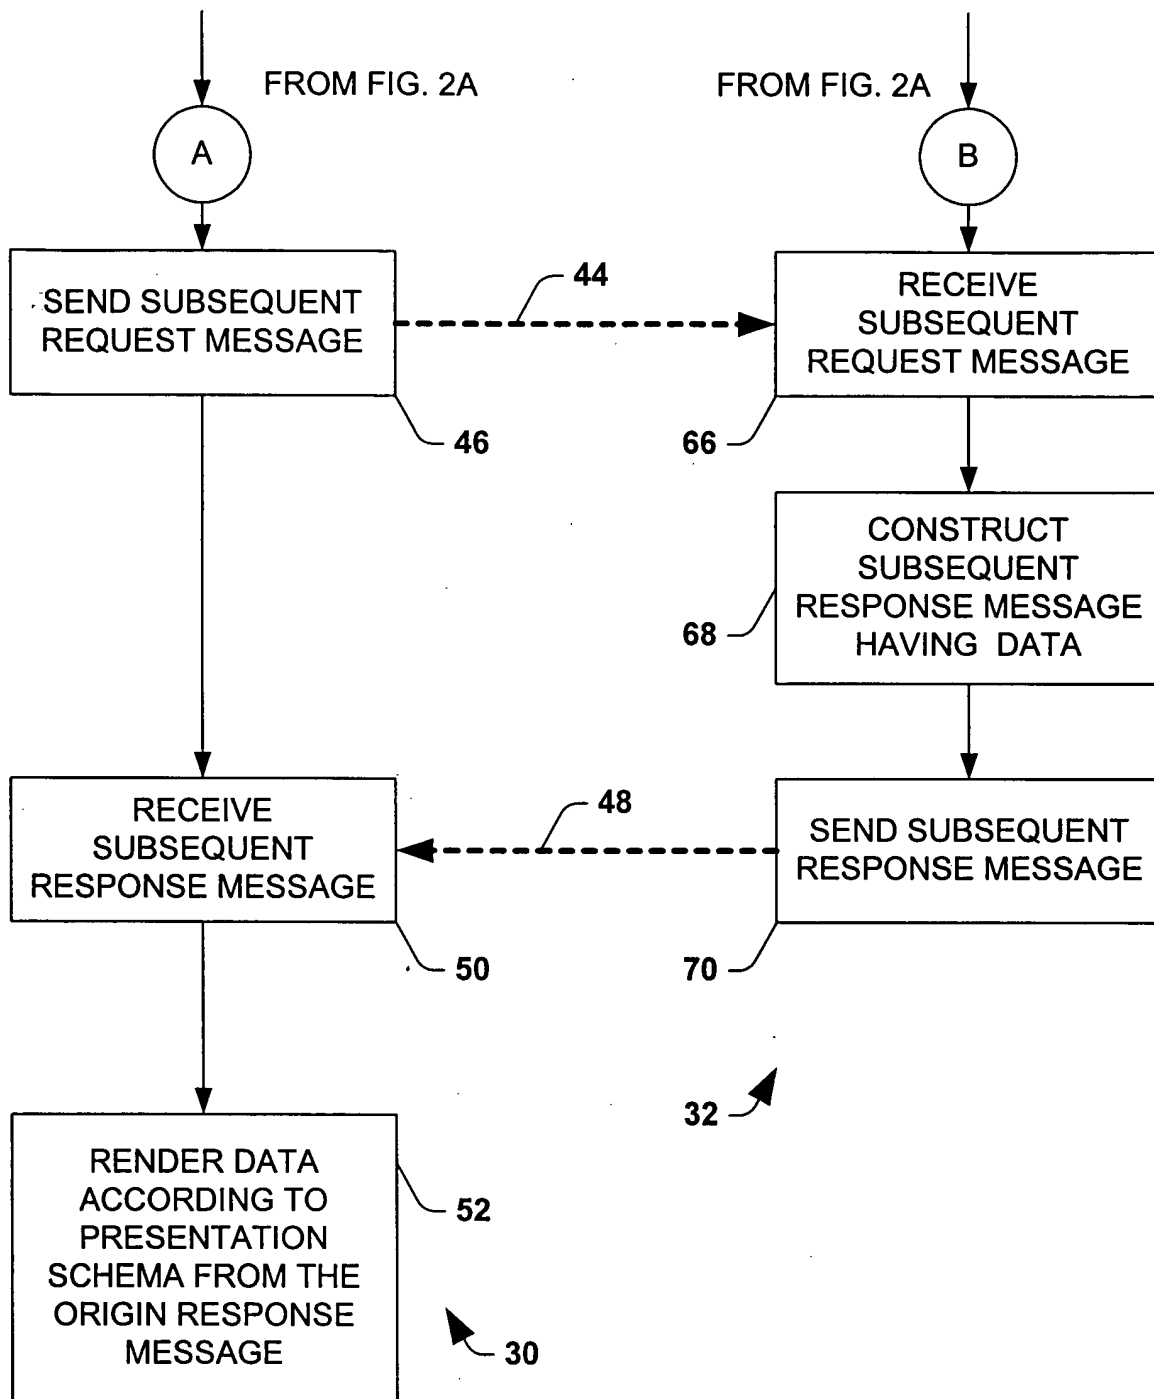 FROM FIG. 2A
FROM FIG. 2A
A
B
SEND SUBSEQUENT
REQUEST MESSAGE
44
RECEIVE
SUBSEQUENT
REQUEST MESSAGE
46
66
CONSTRUCT
SUBSEQUENT
RESPONSE MESSAGE
HAVING DATA
68
RECEIVE
SUBSEQUENT
RESPONSE MESSAGE
48
SEND SUBSEQUENT
RESPONSE MESSAGE
50
70
32
RENDER DATA
ACCORDING TO
PRESENTATION
SCHEMA FROM THE
ORIGIN RESPONSE
MESSAGE
52
30